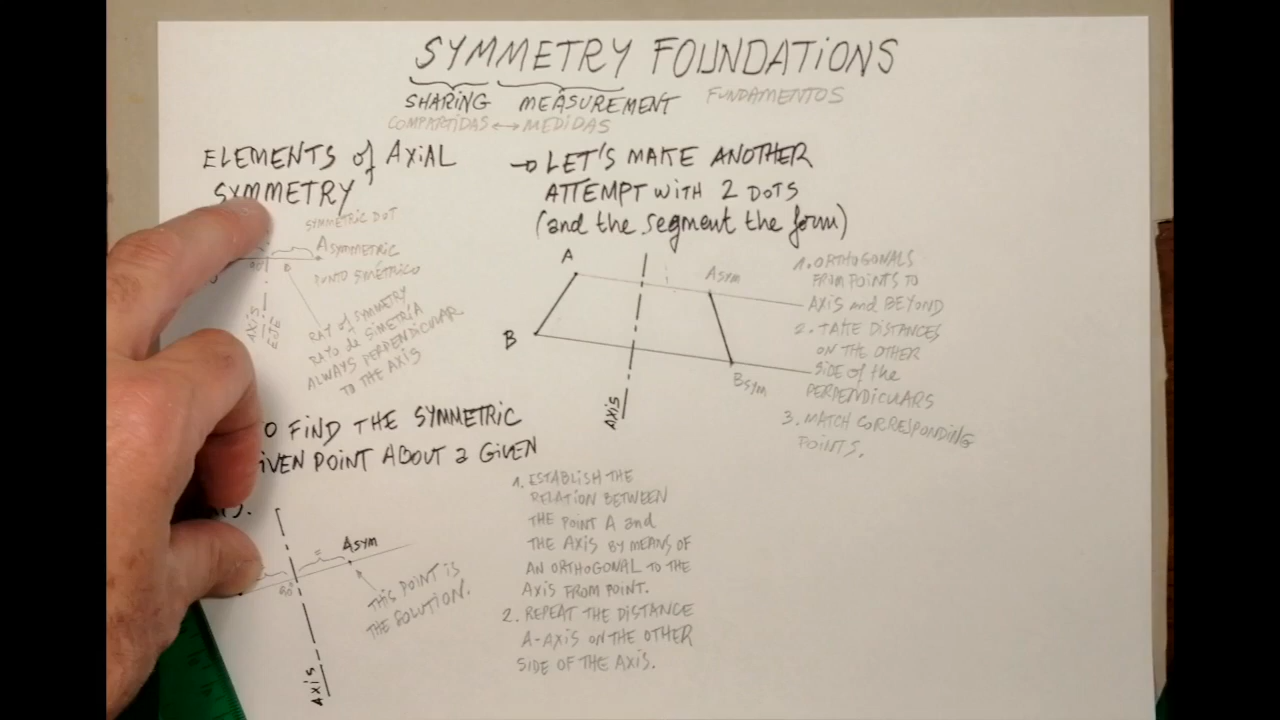 SYMMETRY FOUNDATIONS
SHARING MEASUREMENT FUNDAMENTOS
COMPARTIDAS ↔ MEDIDAS
ELEMENTS of AXIAL
SYMMETRY
SYMMETRIC DOT
A SYMMETRIC
PUNTO SIMÉTRICO
90°
=
AXIS
EJE
RAY of SYMMETRY
RAYO de SIMETRÍA
ALWAYS PERPENDICULAR
TO THE AXIS
→ LET'S MAKE ANOTHER
ATTEMPT WITH 2 DOTS
(and the segment the form)
A
ASYM
B
BSYM
AXIS
1. ORTHOGONALS
FROM POINTS TO
AXIS and BEYOND
2. TAKE DISTANCES
ON THE OTHER
SIDE of the
PERPENDICULARS
3. MATCH CORRESPONDING
POINTS.
O FIND THE SYMMETRIC
IVEN POINT ABOUT a GIVEN
=
ASYM
90°
THIS POINT IS
THE SOLUTION.
AXIS
1. ESTABLISH THE
RELATION BETWEEN
THE POINT A and
THE AXIS BY MEANS OF
AN ORTHOGONAL TO THE
AXIS FROM POINT.
2. REPEAT THE DISTANCE
A-AXIS ON THE OTHER
SIDE OF THE AXIS.